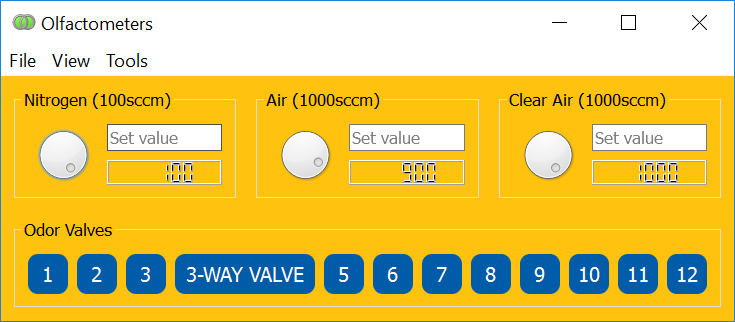 Olfactometers
File View Tools
Nitrogen (100sccm) Air (1000sccm) Clear Air (1000sccm)
Set value Set value Set value
100 900 1000
Odor Valves
1 2 3 3-WAY VALVE 5 6 7 8 9 10 11 12